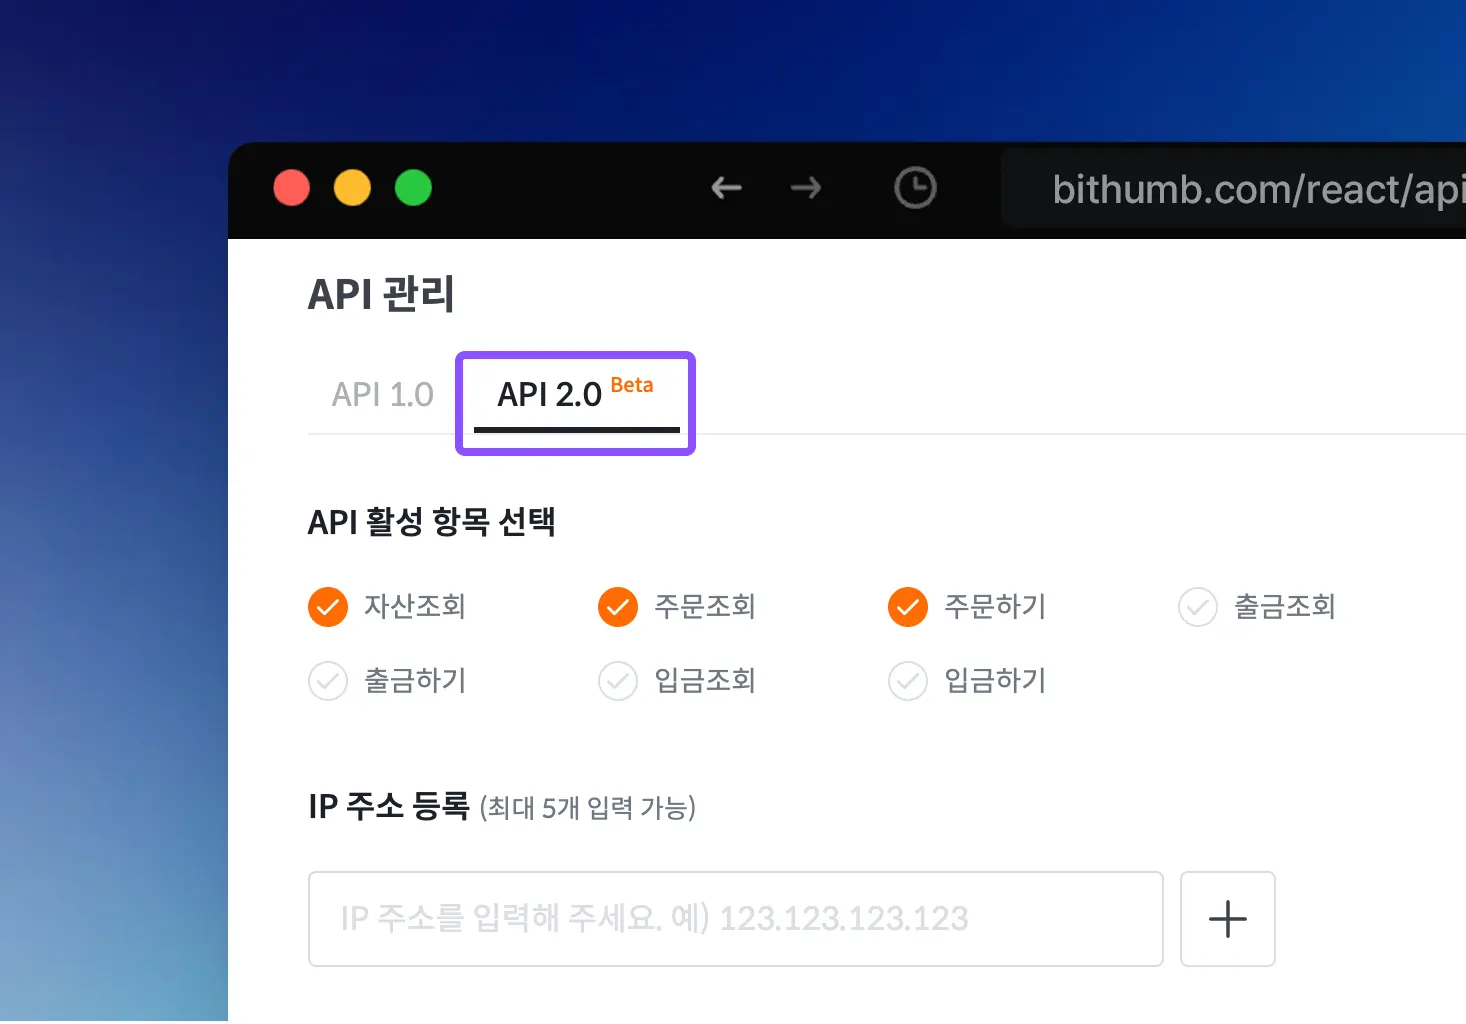 bithumb.com/react/api
API 관리
API 1.0
API 2.0 Beta
API 활성 항목 선택
자산조회
주문조회
주문하기
출금조회
출금하기
입금조회
입금하기
IP 주소 등록 (최대 5개 입력 가능)
IP 주소를 입력해 주세요. 예) 123.123.123.123